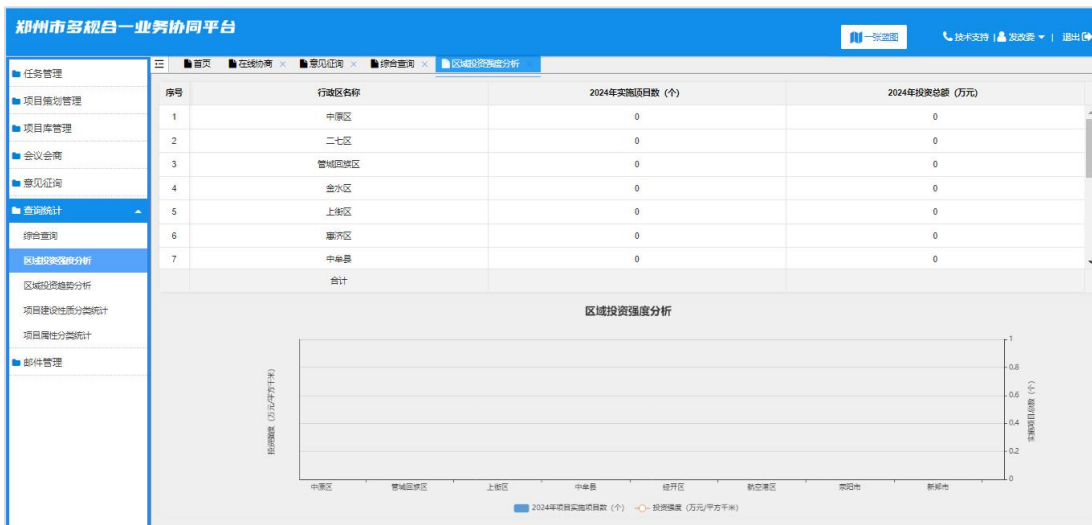 郑州市多规合一业务协同平台
一张蓝图 技术支持 | 发改委 | 退出
首页 在线协商 × 意见征询 × 综合查询 × 区域投资强度分析 ×
任务管理
项目策划管理
项目库管理
会议会商
意见征询
查询统计
综合查询
区域投资强度分析
区域投资趋势分析
项目建设性质分类统计
项目属性分类统计
邮件管理
序号 行政区名称 2024年实施项目数（个） 2024年投资总额（万元）
1 中原区 0 0
2 二七区 0 0
3 管城回族区 0 0
4 金水区 0 0
5 上街区 0 0
6 惠济区 0 0
7 中牟县 0 0
合计
区域投资强度分析
投资强度（万元/平方千米）
1
0.8
0.6
0.4
0.2
0
实施项目总数（个）
中原区 管城回族区 上街区 中牟县 经开区 航空港区 荥阳市 新郑市
2024年项目实施项目数（个） 投资强度（万元/平方千米）